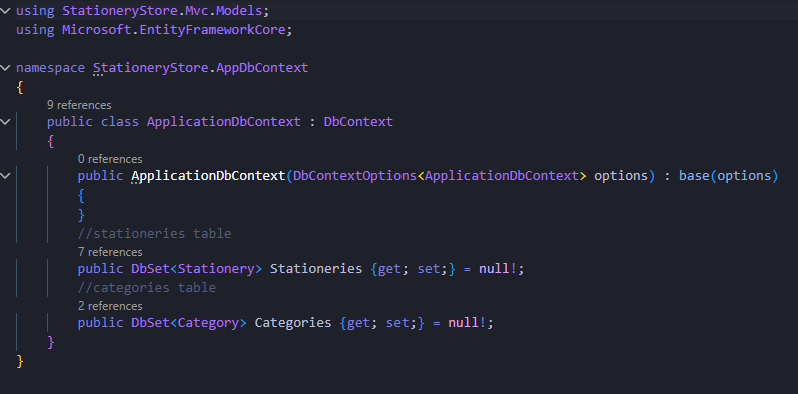 using StationeryStore.Mvc.Models;
using Microsoft.EntityFrameworkCore;
namespace StationeryStore.AppDbContext
{
9 references
public class ApplicationDbContext : DbContext
{
0 references
public ApplicationDbContext(DbContextOptions<ApplicationDbContext> options) : base(options)
{
}
//stationeries table
7 references
public DbSet<Stationery> Stationeries {get; set;} = null!;
//categories table
2 references
public DbSet<Category> Categories {get; set;} = null!;
}
}